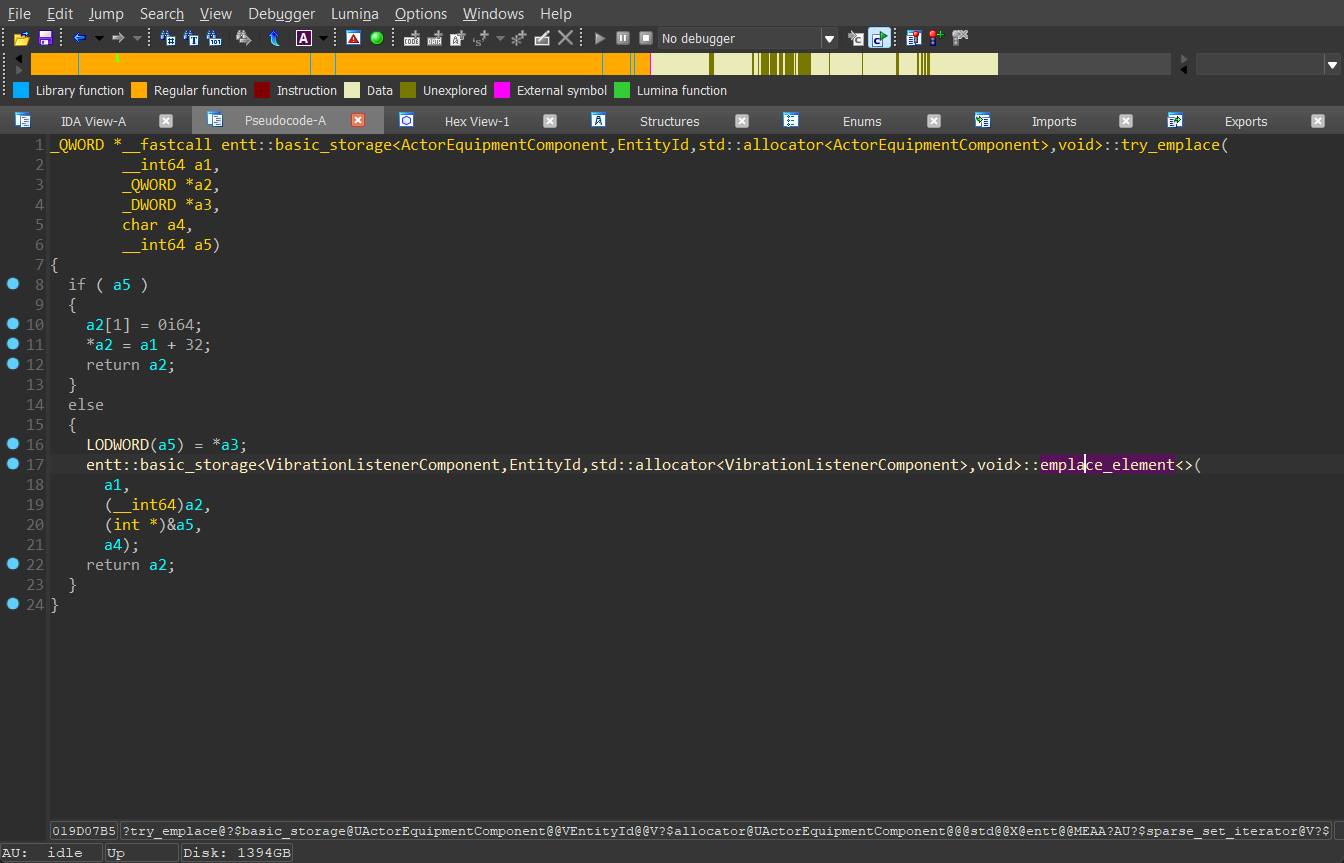 File Edit Jump Search View Debugger Lumina Options Windows Help
No debugger
Library function Regular function Instruction Data Unexplored External symbol Lumina function
IDA View-A Pseudocode-A Hex View-1 Structures Enums Imports Exports
1 _QWORD *__fastcall entt::basic_storage<ActorEquipmentComponent,EntityId,std::allocator<ActorEquipmentComponent>,void>::try_emplace(
2 __int64 a1,
3 _QWORD *a2,
4 _DWORD *a3,
5 char a4,
6 __int64 a5)
7 {
8 if ( a5 )
9 {
10 a2[1] = 0i64;
11 *a2 = a1 + 32;
12 return a2;
13 }
14 else
15 {
16 LODWORD(a5) = *a3;
17 entt::basic_storage<VibrationListenerComponent,EntityId,std::allocator<VibrationListenerComponent>,void>::emplace_element<>(
18 a1,
19 (__int64)a2,
20 (int *)&a5,
21 a4);
22 return a2;
23 }
24 }
019D07B5 ?try_emplace@?$basic_storage@UActorEquipmentComponent@@VEntityId@@V?$allocator@UActorEquipmentComponent@@@std@@X@entt@@MEAA?AU?$sparse_set_iterator@V?$
AU: idle Up Disk: 1394GB